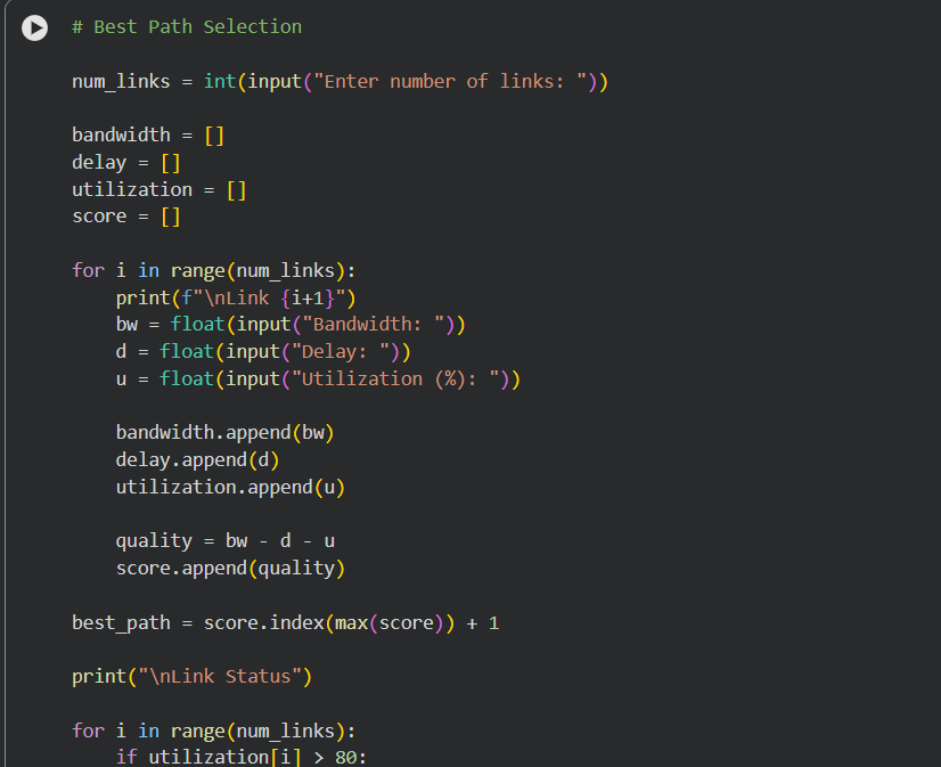 # Best Path Selection
num_links = int(input("Enter number of links: "))
bandwidth = []
delay = []
utilization = []
score = []
for i in range(num_links):
    print(f"\nLink {i+1}")
    bw = float(input("Bandwidth: "))
    d = float(input("Delay: "))
    u = float(input("Utilization (%): "))
    bandwidth.append(bw)
    delay.append(d)
    utilization.append(u)
    quality = bw - d - u
    score.append(quality)
best_path = score.index(max(score)) + 1
print("\nLink Status")
for i in range(num_links):
    if utilization[i] > 80: